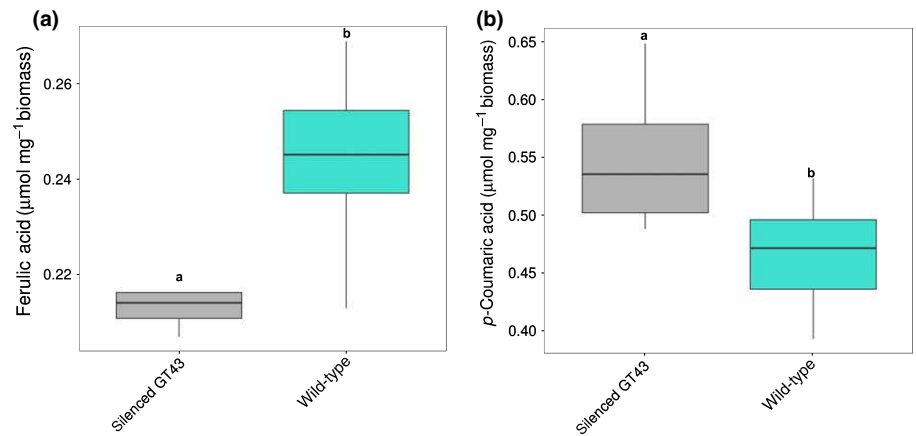 (a)
Ferulic acid (µmol mg⁻¹ biomass)
0.26
0.24
0.22
a
b
Silenced GT43
Wild-type
(b)
p-Coumaric acid (µmol mg⁻¹ biomass)
0.65
0.60
0.55
0.50
0.45
0.40
a
b
Silenced GT43
Wild-type